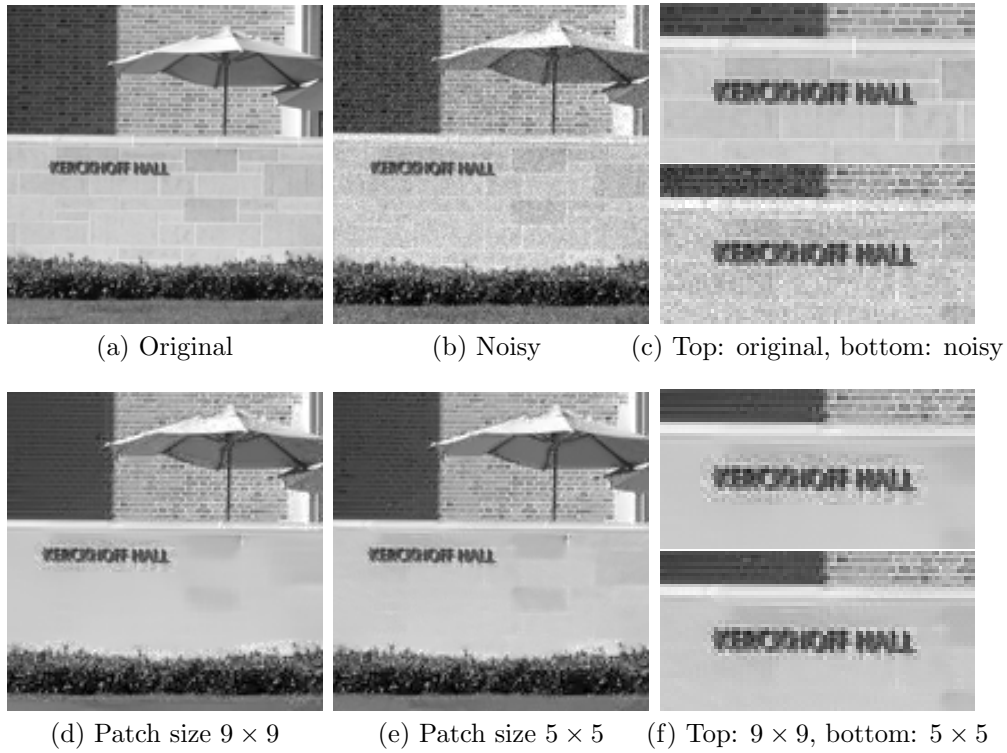 KERCKHOFF HALL
KERCKHOFF HALL
KERCKHOFF HALL
KERCKHOFF HALL
(a) Original
(b) Noisy
(c) Top: original, bottom: noisy
KERCKHOFF HALL
KERCKHOFF HALL
KERCKHOFF HALL
KERCKHOFF HALL
(d) Patch size 9 × 9
(e) Patch size 5 × 5
(f) Top: 9 × 9, bottom: 5 × 5